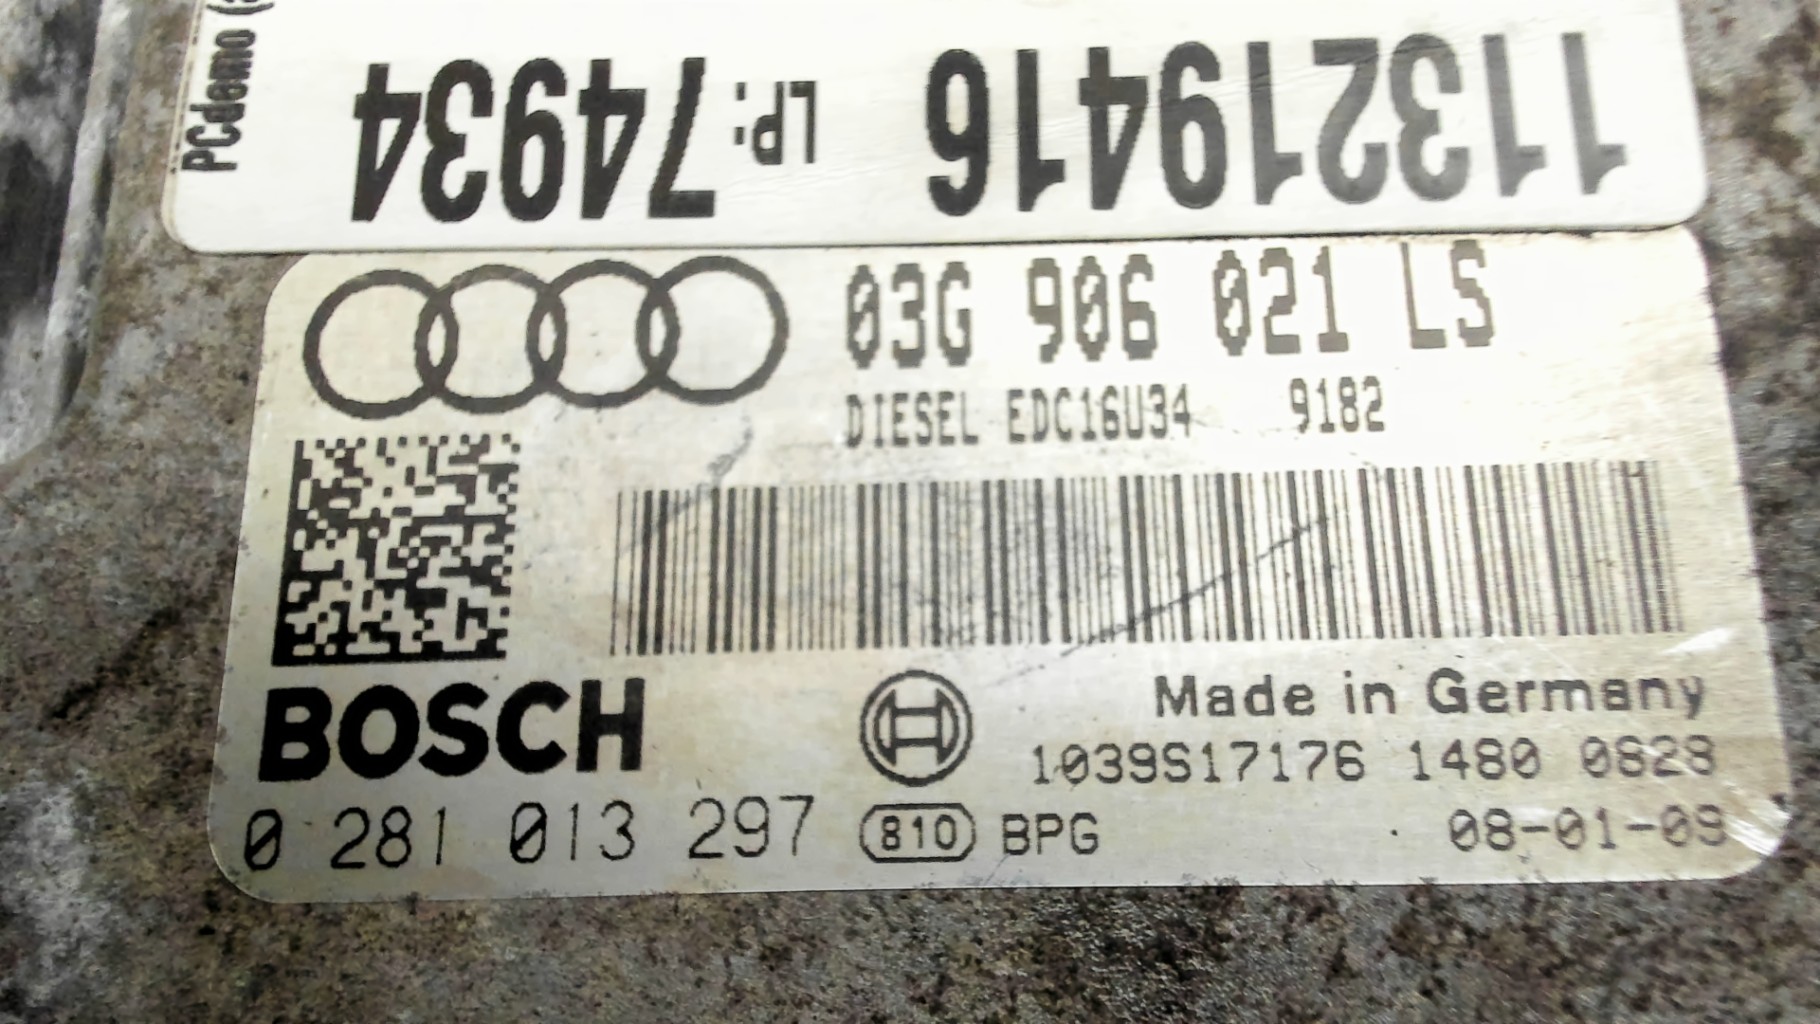 PCdemo
113219416 LP: 74934
03G 906 021 LS
DIESEL EDC16U34 9182
BOSCH
Made in Germany
1039S17176 1480 0828
0 281 013 297 810 BPG 08-01-09